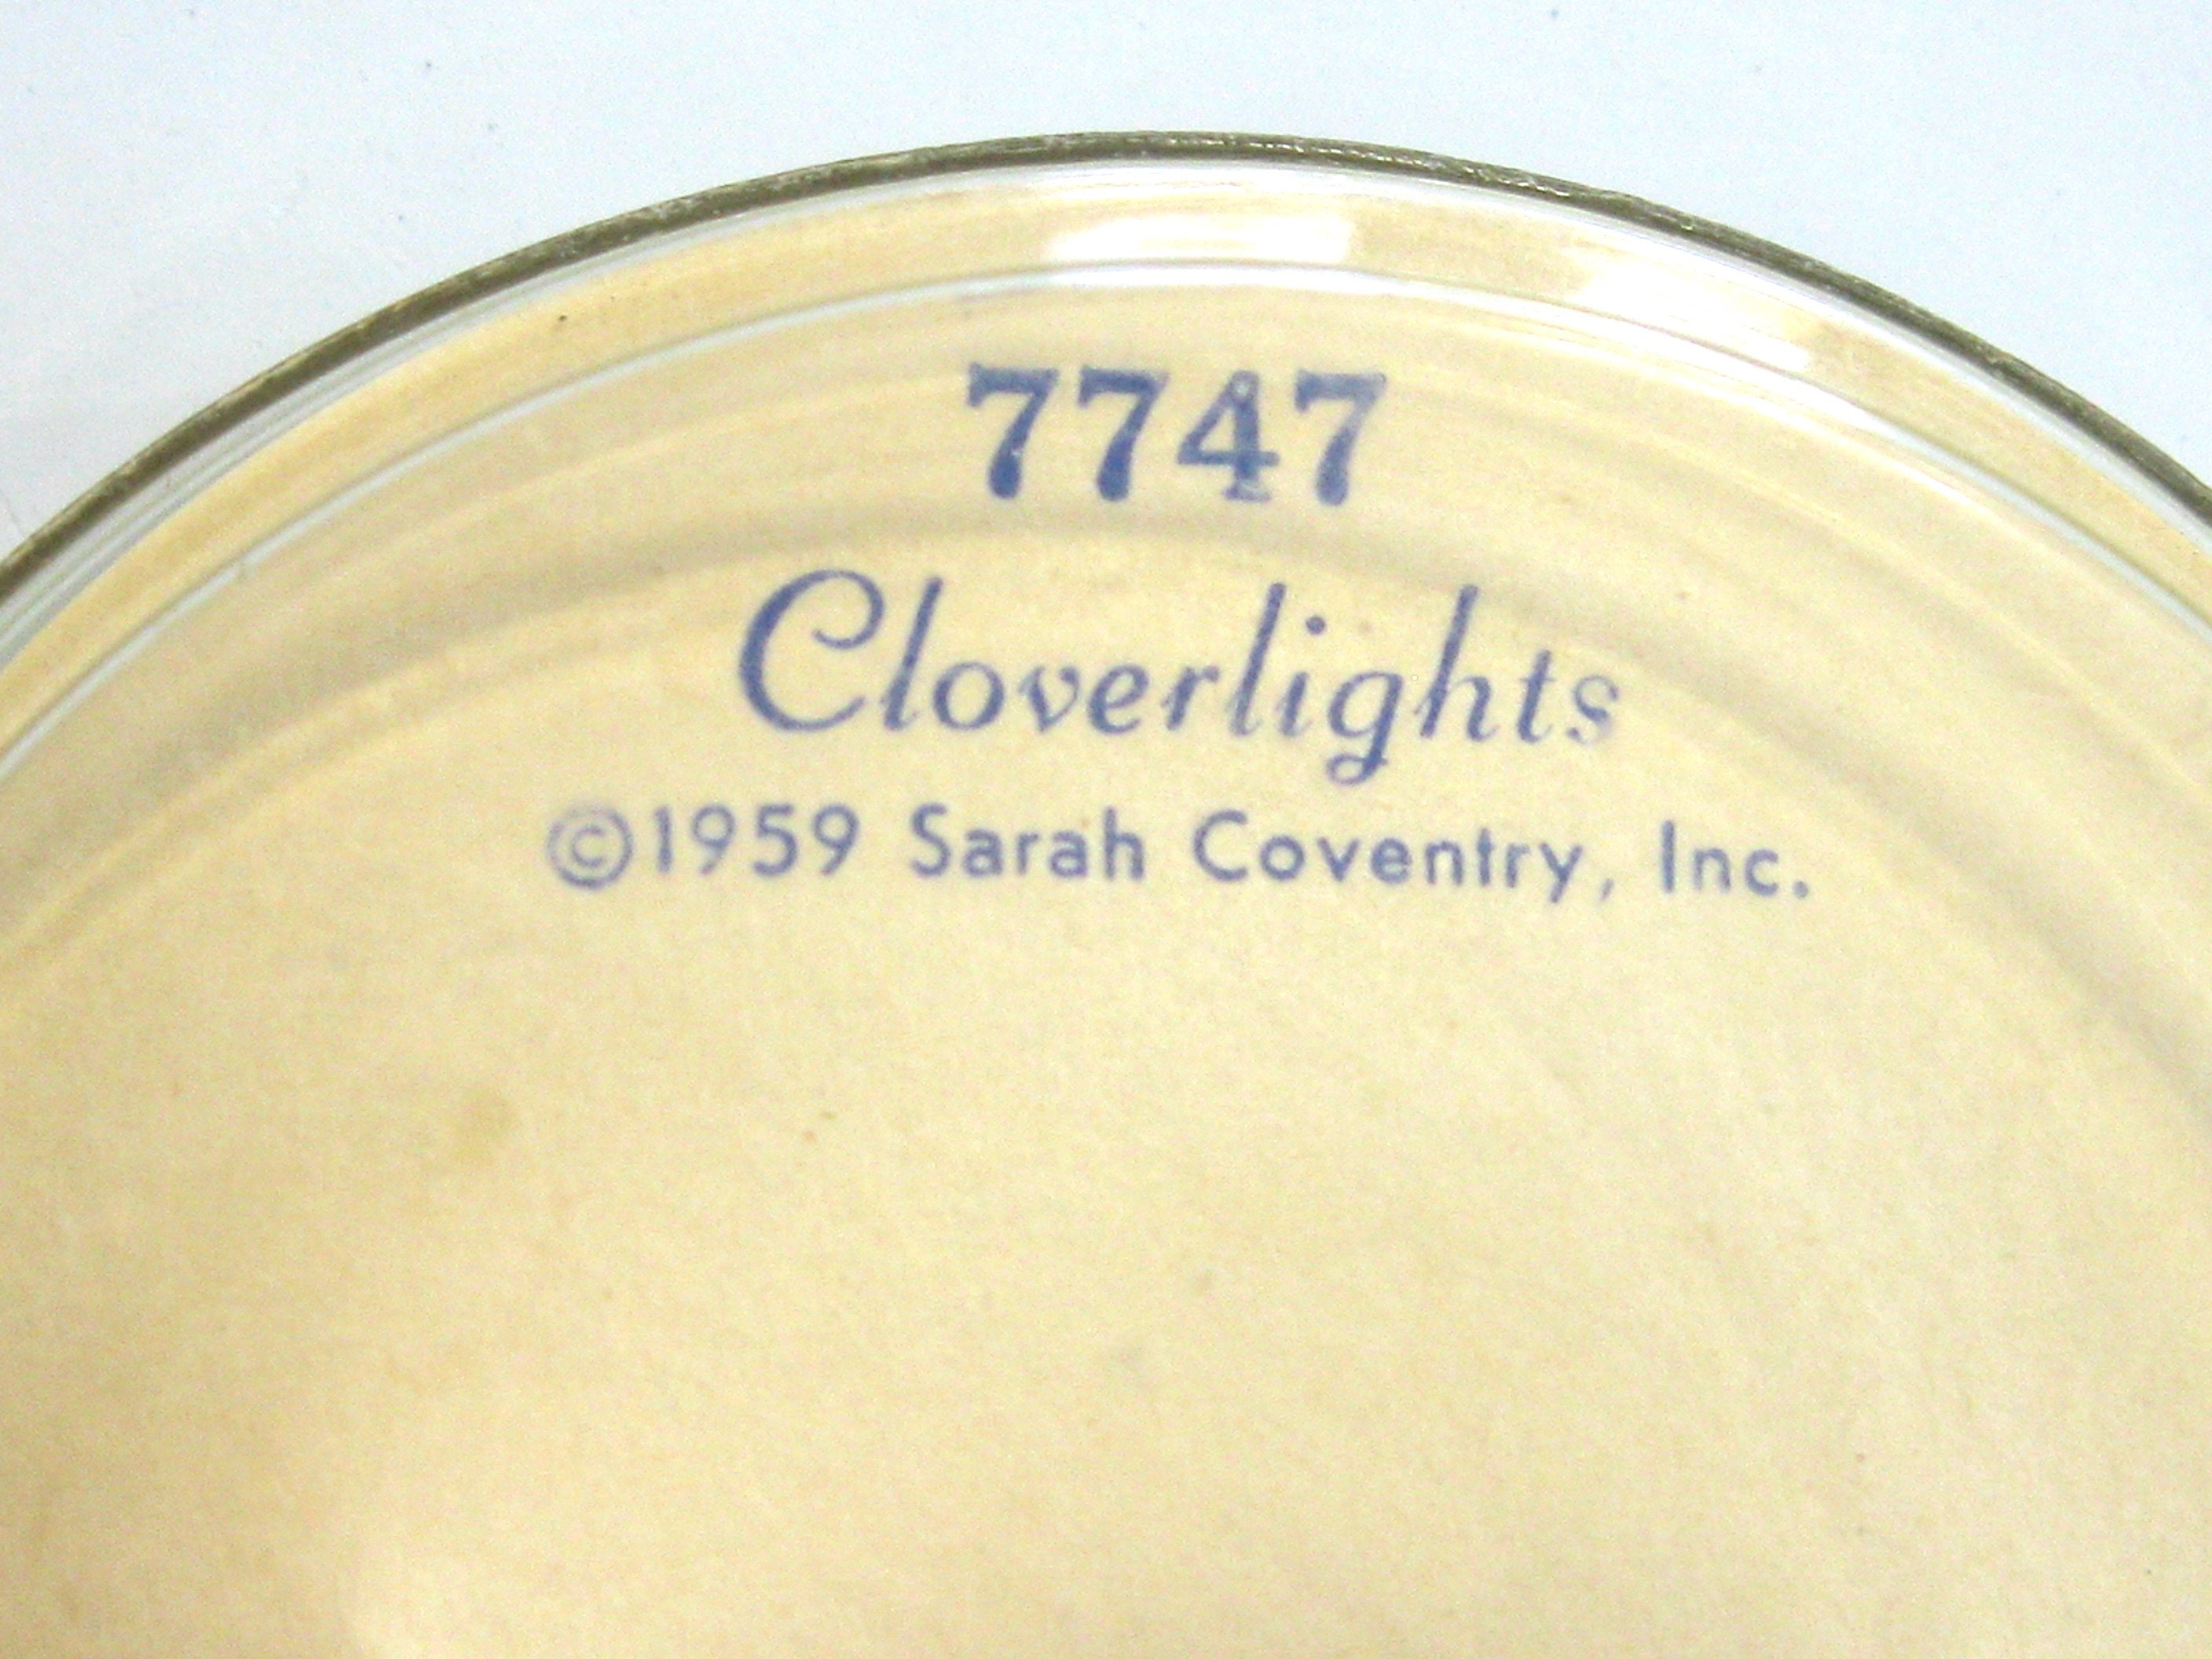 7747
Cloverlights
©1959 Sarah Coventry, Inc.